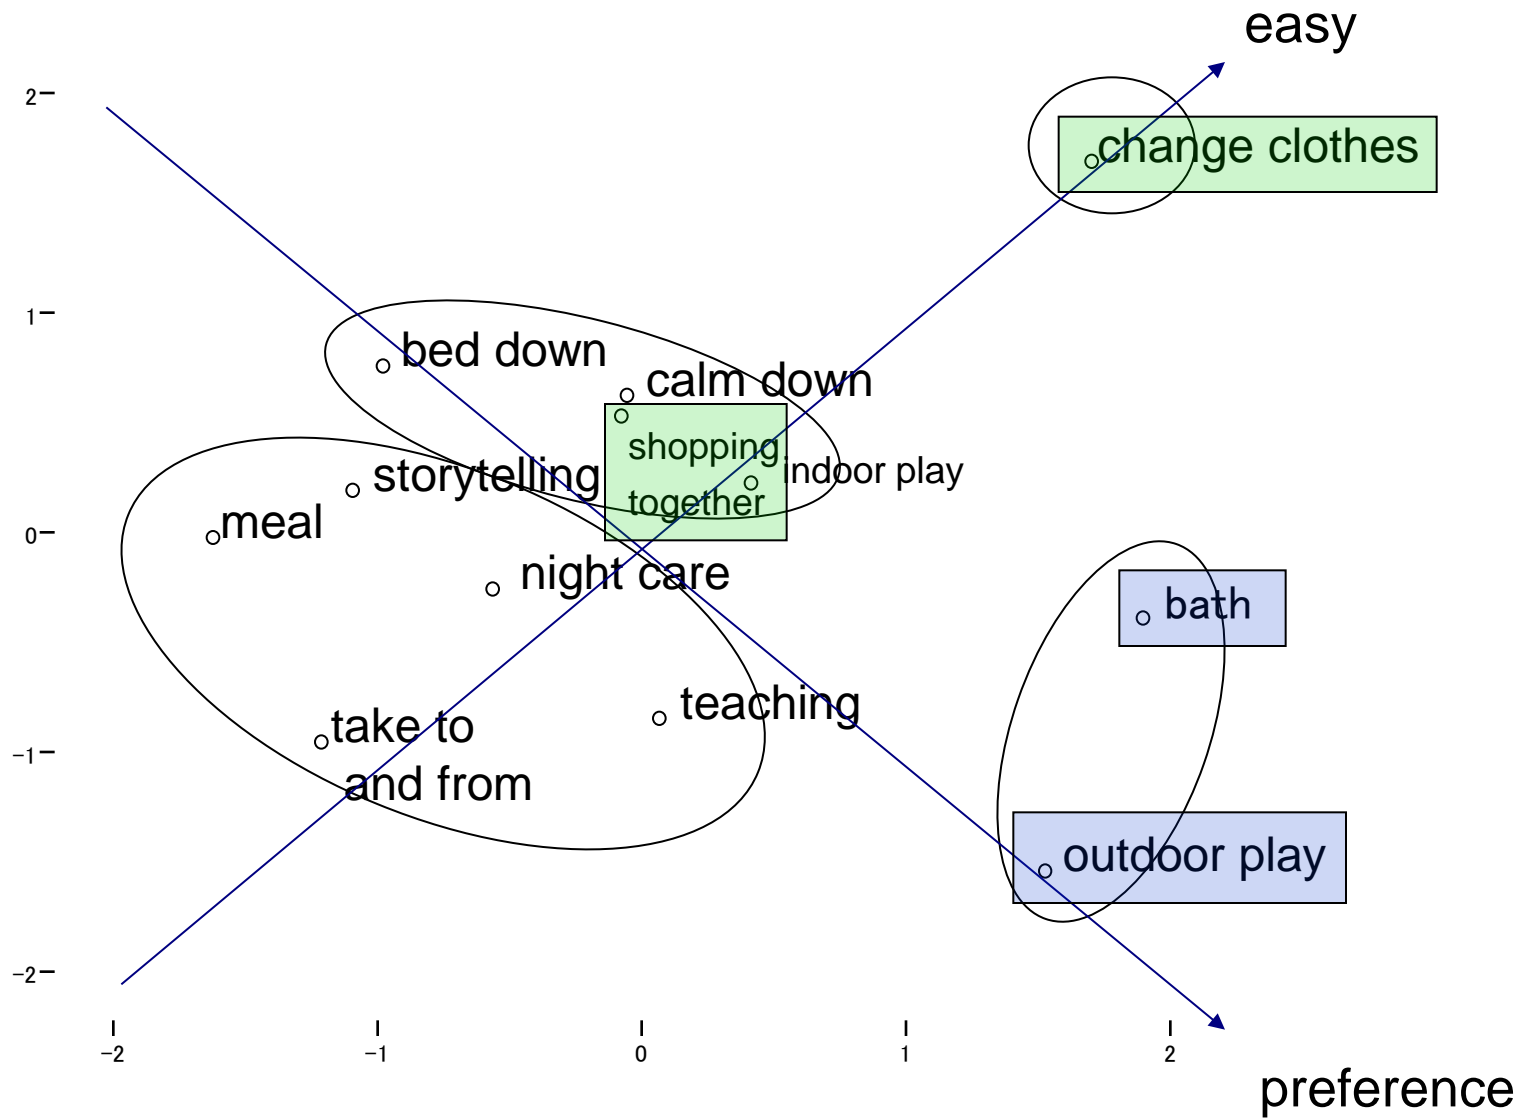 easy
2
change clothes
1
bed down
calm down
shopping
indoor play
storytelling
together
meal
0
night care
bath
teaching
take to
-1
and from
outdoor play
-2
-2 -1 0 1 2
preference